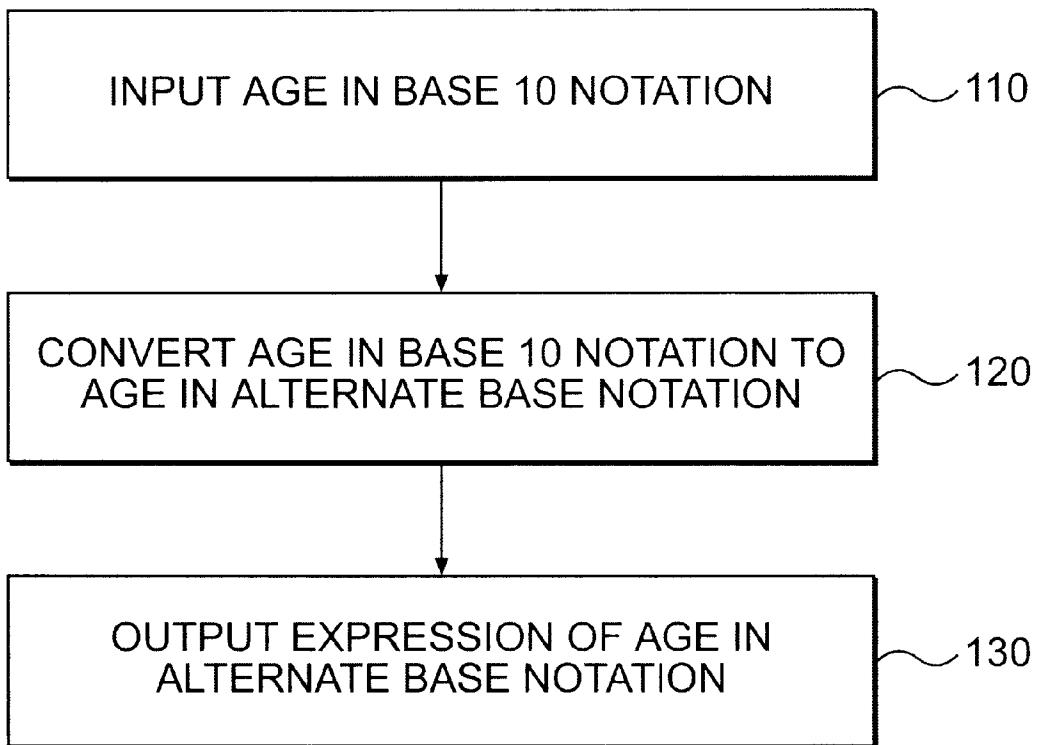 INPUT AGE IN BASE 10 NOTATION
110
CONVERT AGE IN BASE 10 NOTATION TO
AGE IN ALTERNATE BASE NOTATION
120
OUTPUT EXPRESSION OF AGE IN
ALTERNATE BASE NOTATION
130